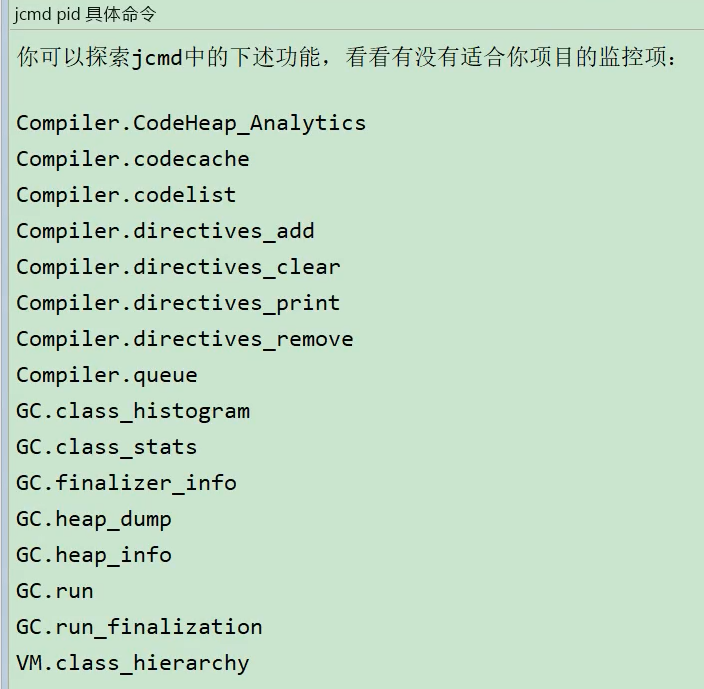 jcmd pid 具体命令
你可以探索jcmd中的下述功能，看看有没有适合你项目的监控项：
Compiler.CodeHeap_Analytics
Compiler.codecache
Compiler.codelist
Compiler.directives_add
Compiler.directives_clear
Compiler.directives_print
Compiler.directives_remove
Compiler.queue
GC.class_histogram
GC.class_stats
GC.finalizer_info
GC.heap_dump
GC.heap_info
GC.run
GC.run_finalization
VM.class_hierarchy